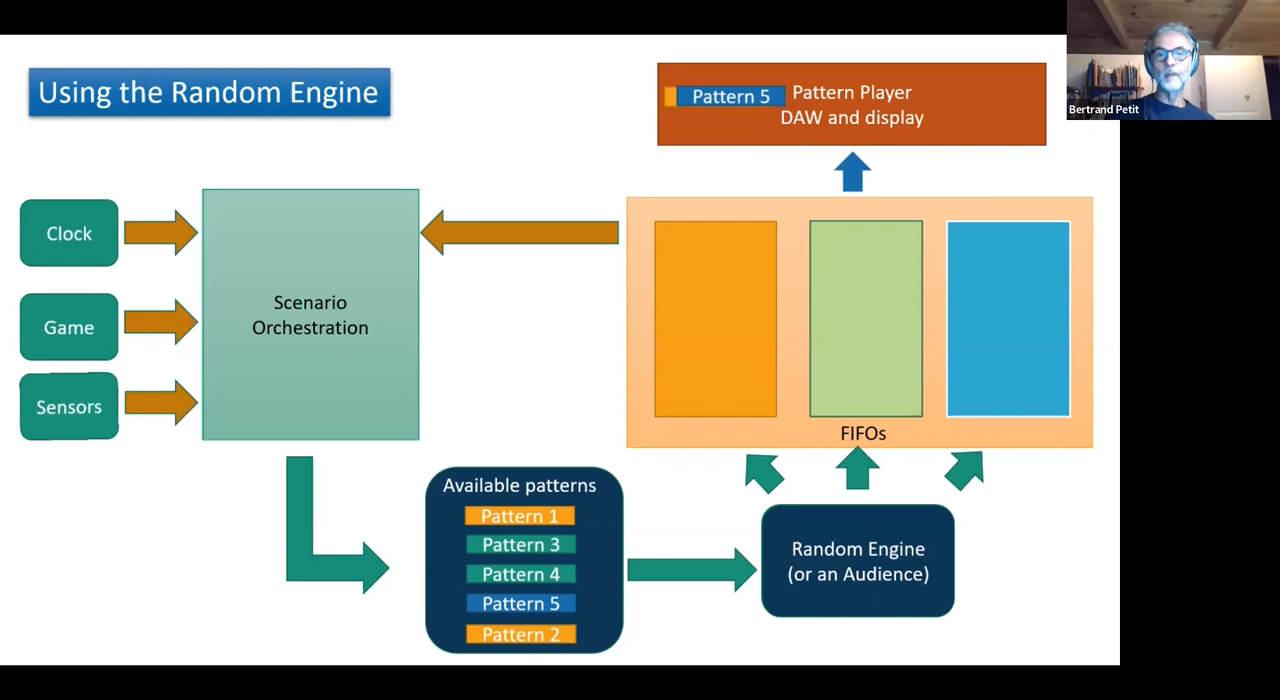 Using the Random Engine
Pattern 5
Pattern Player
DAW and display
Bertrand Petit
Clock
Game
Sensors
Scenario
Orchestration
FIFOs
Available patterns
Pattern 1
Pattern 3
Pattern 4
Pattern 5
Pattern 2
Random Engine
(or an Audience)